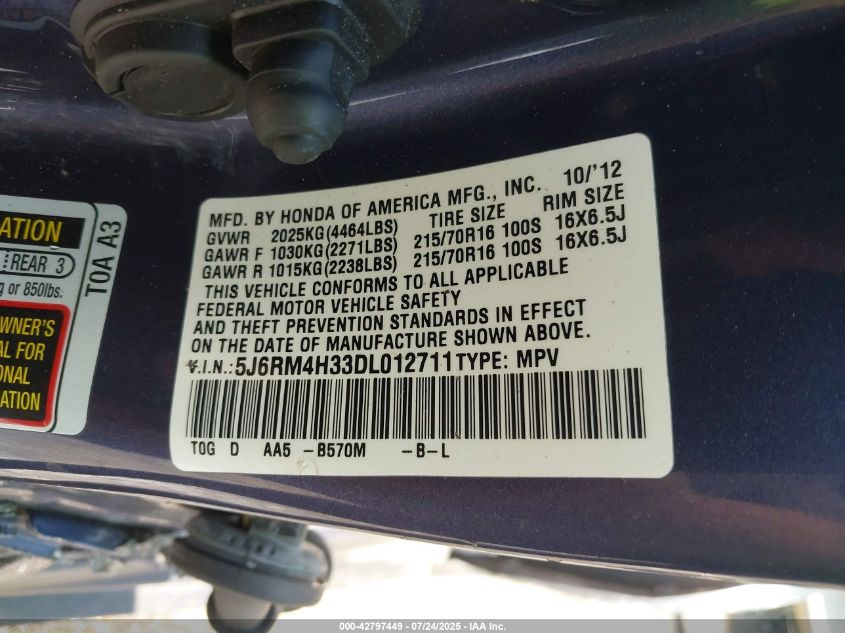 MFD. BY HONDA OF AMERICA MFG., INC. 10/'12
GVWR 2025KG(4464LBS) TIRE SIZE RIM SIZE
GAWR F 1030KG(2271LBS) 215/70R16 100S 16X6.5J
GAWR R 1015KG(2238LBS) 215/70R16 100S 16X6.5J
THIS VEHICLE CONFORMS TO ALL APPLICABLE
FEDERAL MOTOR VEHICLE SAFETY
AND THEFT PREVENTION STANDARDS IN EFFECT
ON THE DATE OF MANUFACTURE SHOWN ABOVE.
V.I.N.:5J6RM4H33DL012711 TYPE: MPV
T0G D AA5 -B570M -B-L
ATION
REAR 3
g or 850lbs.
T0A A3
OWNER'S
AL FOR
ONAL
ATION
000-42797449 - 07/24/2025 - IAA Inc.